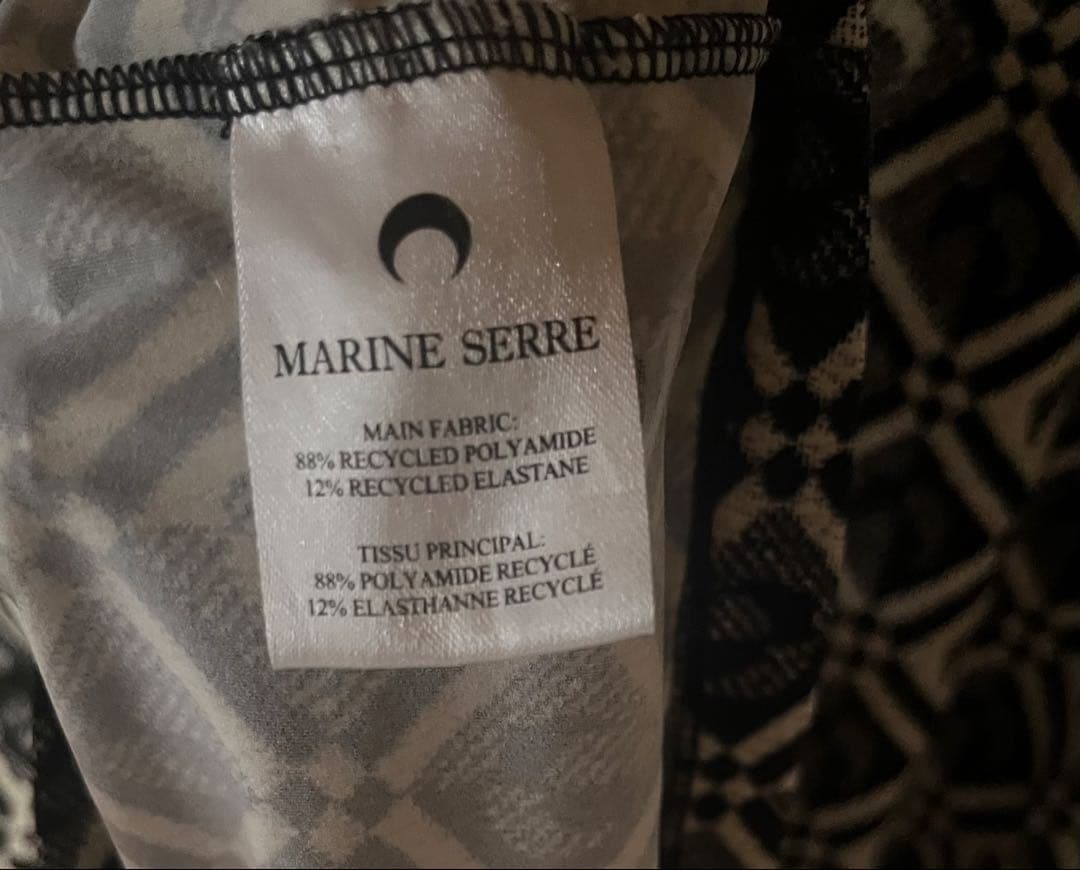 MARINE SERRE
MAIN FABRIC:
88% RECYCLED POLYAMIDE
12% RECYCLED ELASTANE
TISSU PRINCIPAL:
88% POLYAMIDE RECYCLÉ
12% ELASTHANNE RECYCLÉ